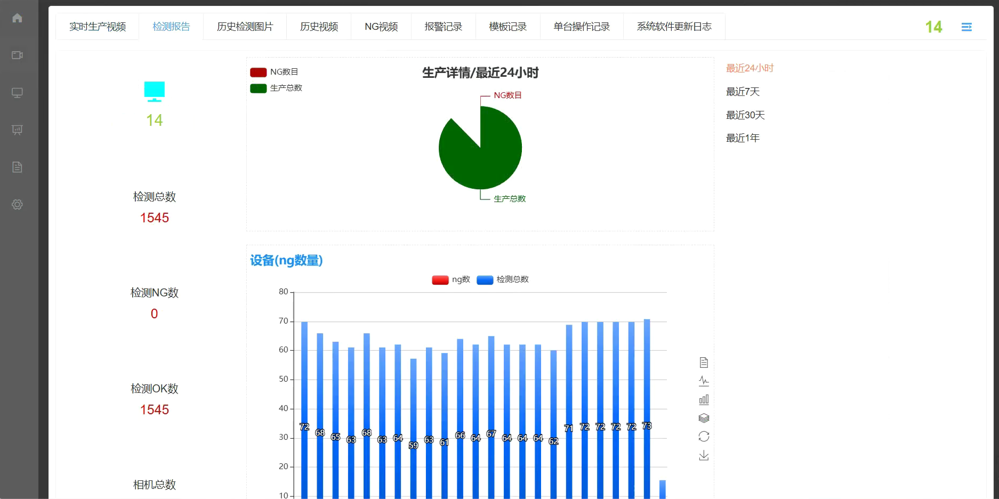 实时生产视频 检测报告 历史检测图片 历史视频 NG视频 报警记录 模板记录 单台操作记录 系统软件更新日志 14
14
检测总数
1545
检测NG数
0
检测OK数
1545
相机总数
NG数目
生产总数
生产详情/最近24小时
NG数目
生产总数
最近24小时
最近7天
最近30天
最近1年
设备(ng数量)
ng数 检测总数
80
70
60
50
40
30
20
10
72 68 65 63 68 63 64 59 63 61 66 64 67 64 64 64 62 71 72 72 72 72 73